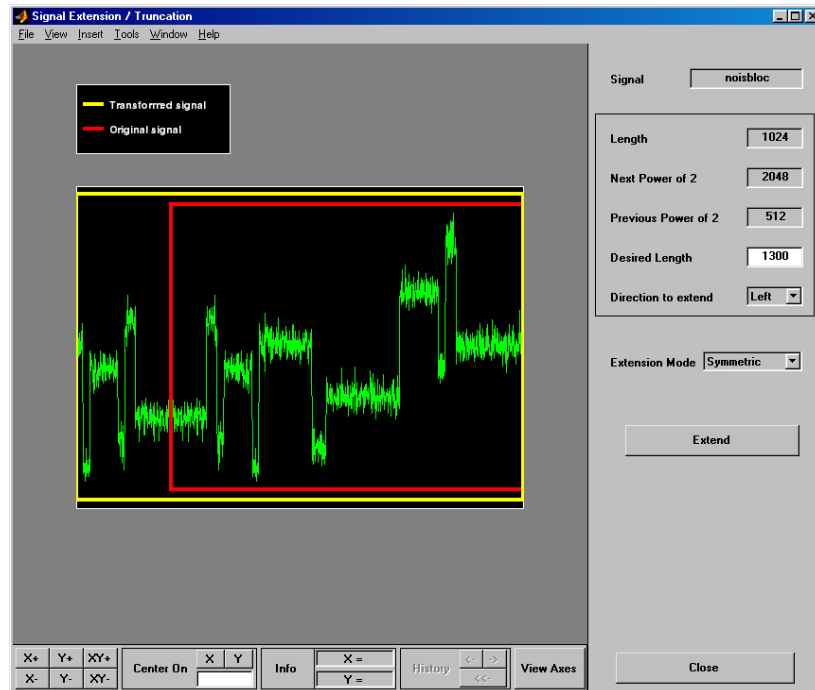 Signal Extension / Truncation
File View Insert Tools Window Help
Transformed signal
Original signal
Signal noisbloc
Length 1024
Next Power of 2 2048
Previous Power of 2 512
Desired Length 1300
Direction to extend Left
Extension Mode Symmetric
Extend
X+ Y+ XY+
X- Y- XY-
Center On X Y
Info X =
Y =
History <- ->
<<-
View Axes
Close